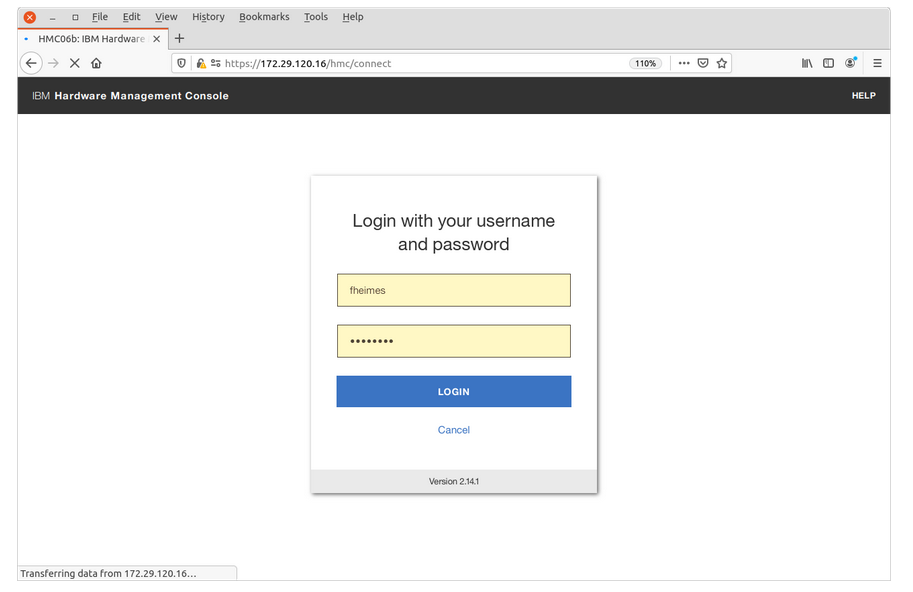 File Edit View History Bookmarks Tools Help
HMC06b: IBM Hardware
https://172.29.120.16/hmc/connect 110%
IBM Hardware Management Console HELP
Login with your username
and password
fheimes
••••••••
LOGIN
Cancel
Version 2.14.1
Transferring data from 172.29.120.16…